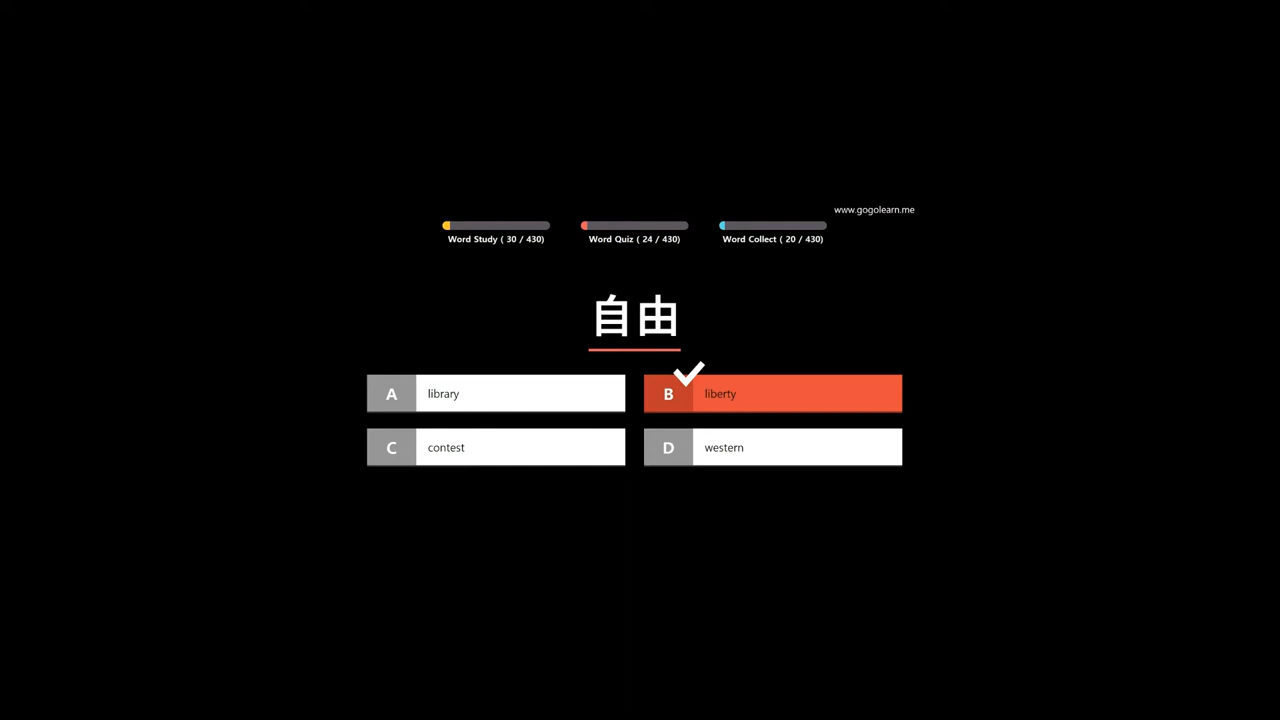 www.gogolearn.me
Word Study ( 30 / 430)
Word Quiz ( 24 / 430)
Word Collect ( 20 / 430)
自由
A library
B liberty
C contest
D western